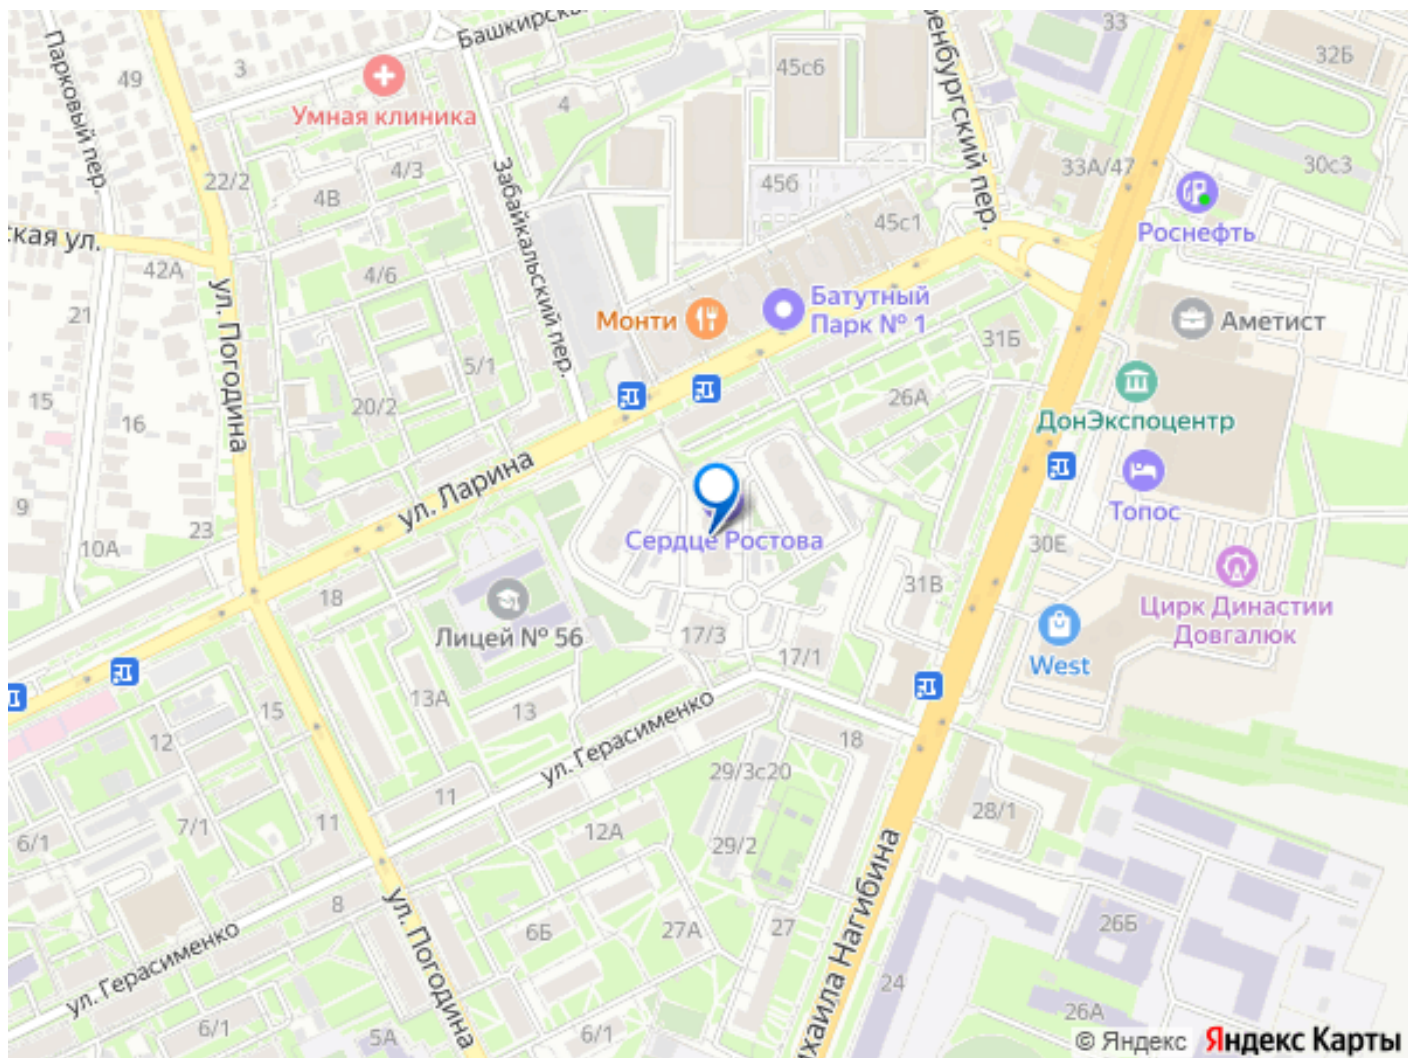 Башкирская
ренбургский пер.
33
32Б
Парковый пер.
49
3
Умная клиника
4
45с6
4/3
22/2
4В
Забайкальский пер.
45б
45с1
33А/47
30с3
Роснефть
ская ул.
42А
4/6
21
ул. Погодина
Монти
Батутный
Парк № 1
31Б
Аметист
5/1
20/2
15
16
26А
ДонЭкспоцентр
ул. Ларина
9
23
10А
Сердце Ростова
Топос
30Е
18
31В
Лицей № 56
17/3
17/1
Цирк Династии
Довгалюк
West
13А
13
15
12
ул. Герасименко
18
29/3с20
11
7/1
11
6/1
12А
29/2
28/1
8
ул. Погодина
6Б
27А
27
ихаила Нагибина
26Б
ул. Герасименко
24
26А
6/1
5А
6/1
© Яндекс Яндекс Карты